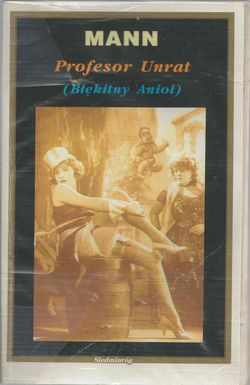 MANN
Profesor Unrat
(Błękitny Anioł)
Siedmioróg